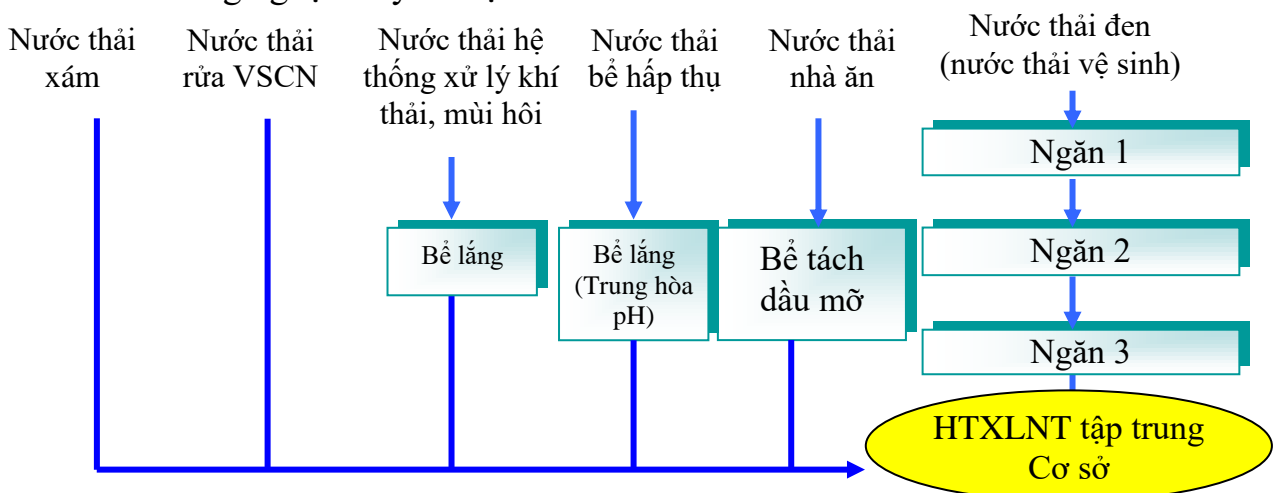 Nước thải
xám
Nước thải
rửa VSCN
Nước thải hệ
thống xử lý khí
thải, mùi hôi
Nước thải
bể hấp thụ
Nước thải
nhà ăn
Nước thải đen
(nước thải vệ sinh)
Ngăn 1
Bể lắng
Bể lắng
(Trung hòa
pH)
Bể tách
dầu mỡ
Ngăn 2
Ngăn 3
HTXLNT tập trung
Cơ sở